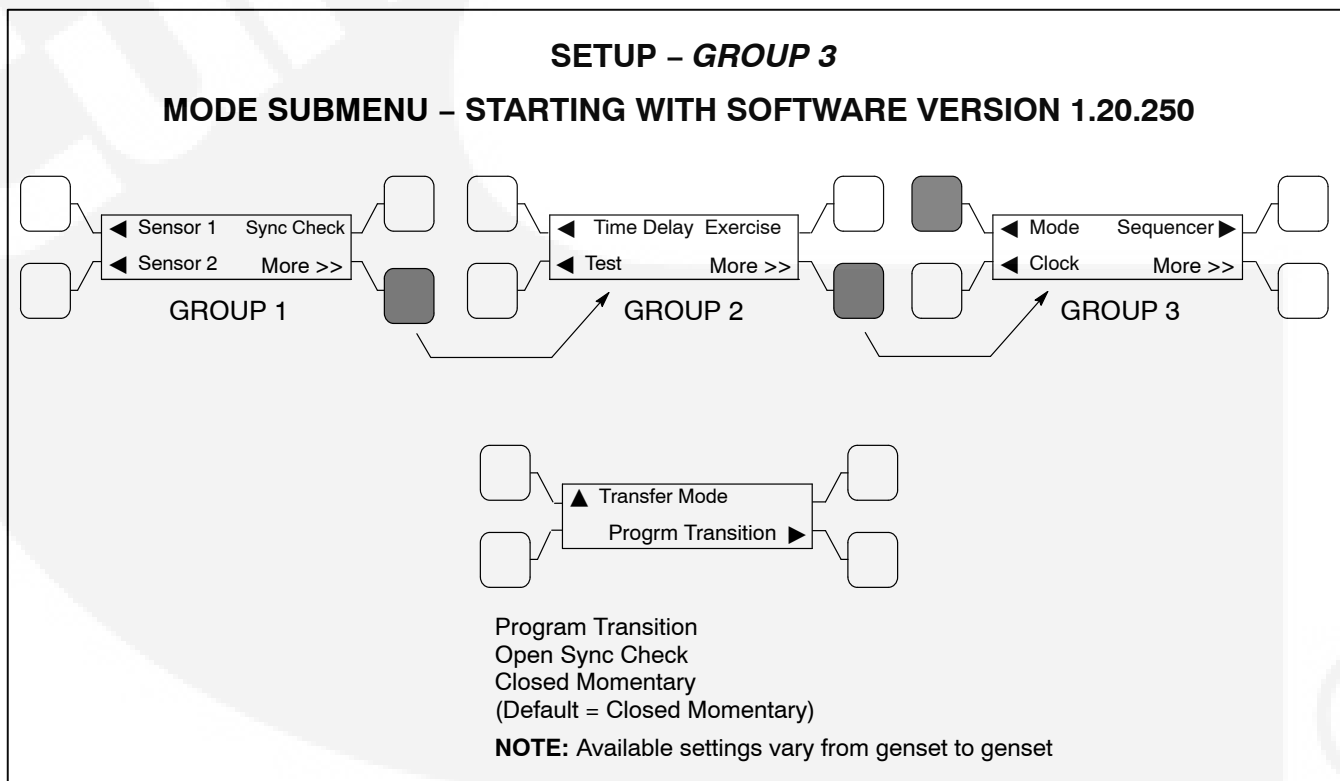 SETUP – GROUP 3
MODE SUBMENU – STARTING WITH SOFTWARE VERSION 1.20.250
◀ Sensor 1 Sync Check
◀ Sensor 2 More >>
GROUP 1
◀ Time Delay Exercise
◀ Test More >>
GROUP 2
◀ Mode Sequencer ▶
◀ Clock More >>
GROUP 3
▲ Transfer Mode
Progrm Transition ▶
Program Transition
Open Sync Check
Closed Momentary
(Default = Closed Momentary)
NOTE: Available settings vary from genset to genset